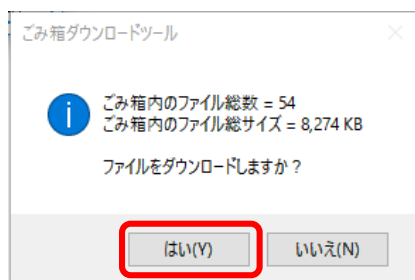 ごみ箱ダウンロードツール
ごみ箱内のファイル総数 = 54
ごみ箱内のファイル総サイズ = 8,274 KB
ファイルをダウンロードしますか？
はい(Y)
いいえ(N)